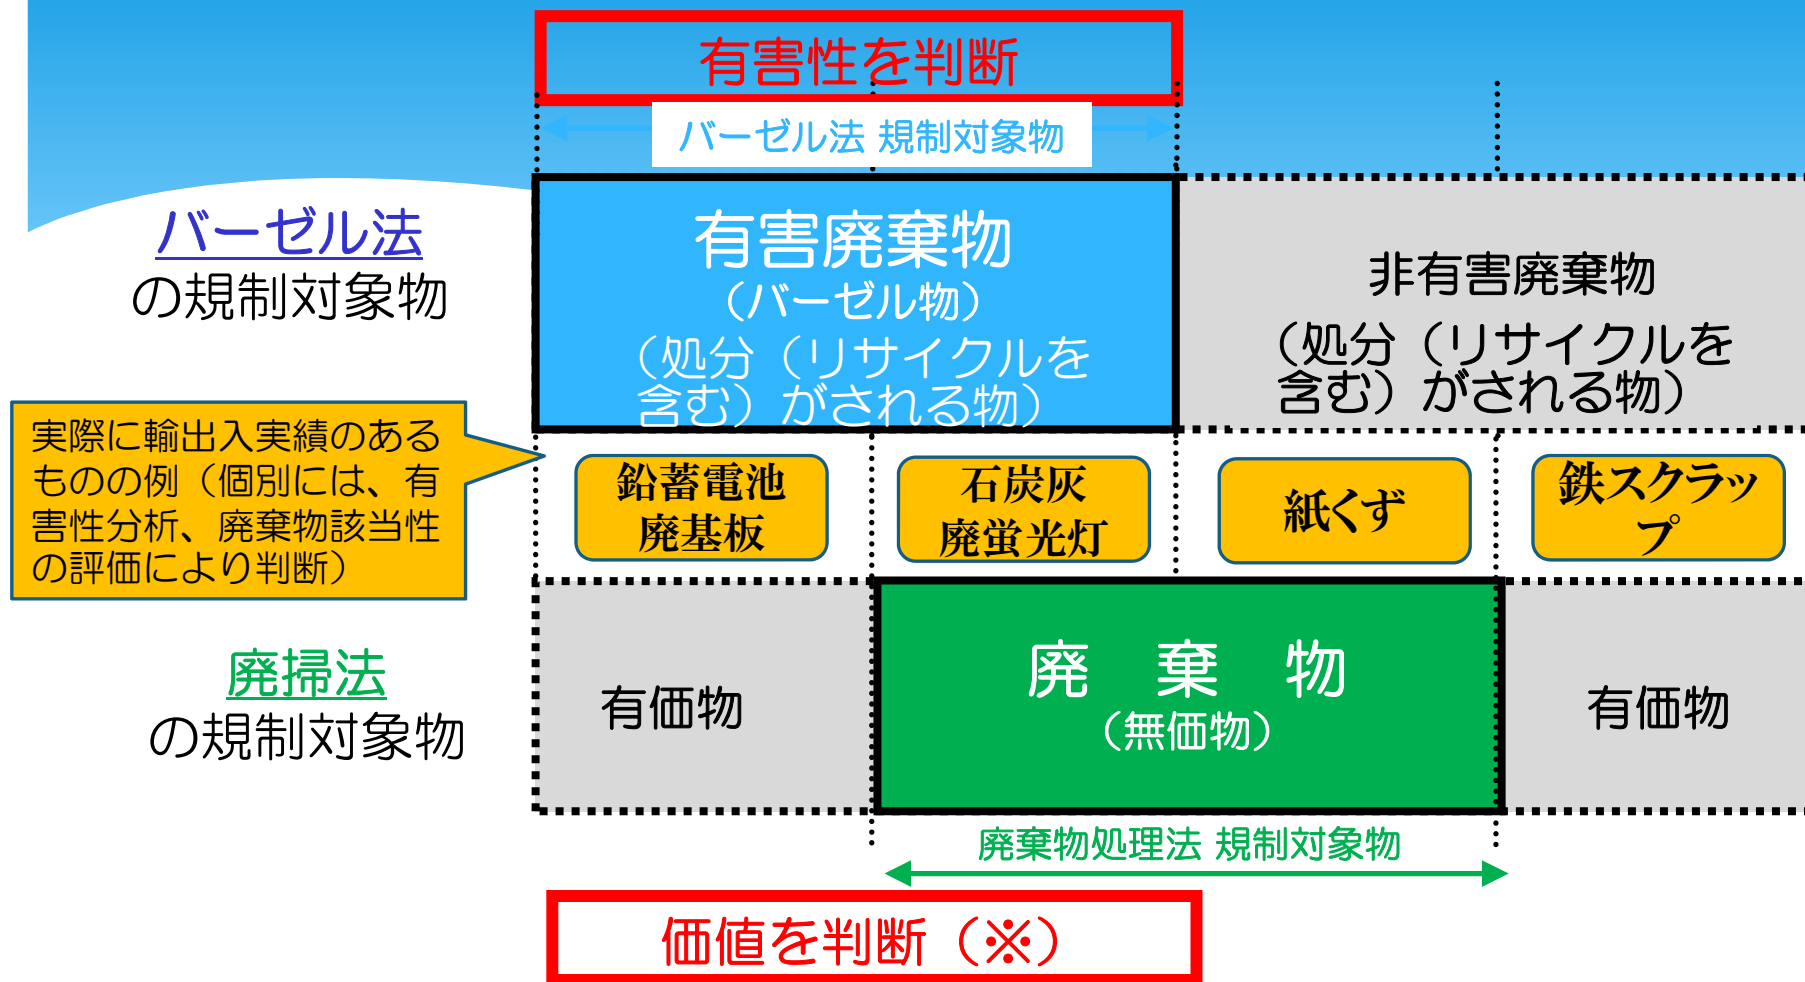 有害性を判断
バーゼル法 規制対象物
バーゼル法
の規制対象物
有害廃棄物
（バーゼル物）
（処分（リサイクルを
含む）がされる物）
非有害廃棄物
（処分（リサイクルを
含む）がされる物）
実際に輸出入実績のある
ものの例（個別には、有
害性分析、廃棄物該当性
の評価により判断）
鉛蓄電池
廃基板
石炭灰
廃蛍光灯
紙くず
鉄スクラッ
プ
廃掃法
の規制対象物
有価物
廃　棄　物
（無価物）
有価物
廃棄物処理法 規制対象物
価値を判断（※）